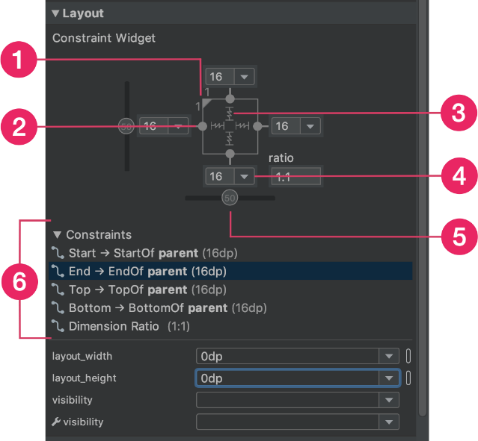 Layout
Constraint Widget
1
16
1
1
2
50
16
16
3
ratio
16
1:1
4
50
5
6
Constraints
Start → StartOf parent (16dp)
End → EndOf parent (16dp)
Top → TopOf parent (16dp)
Bottom → BottomOf parent (16dp)
Dimension Ratio (1:1)
layout_width 0dp
layout_height 0dp
visibility
visibility